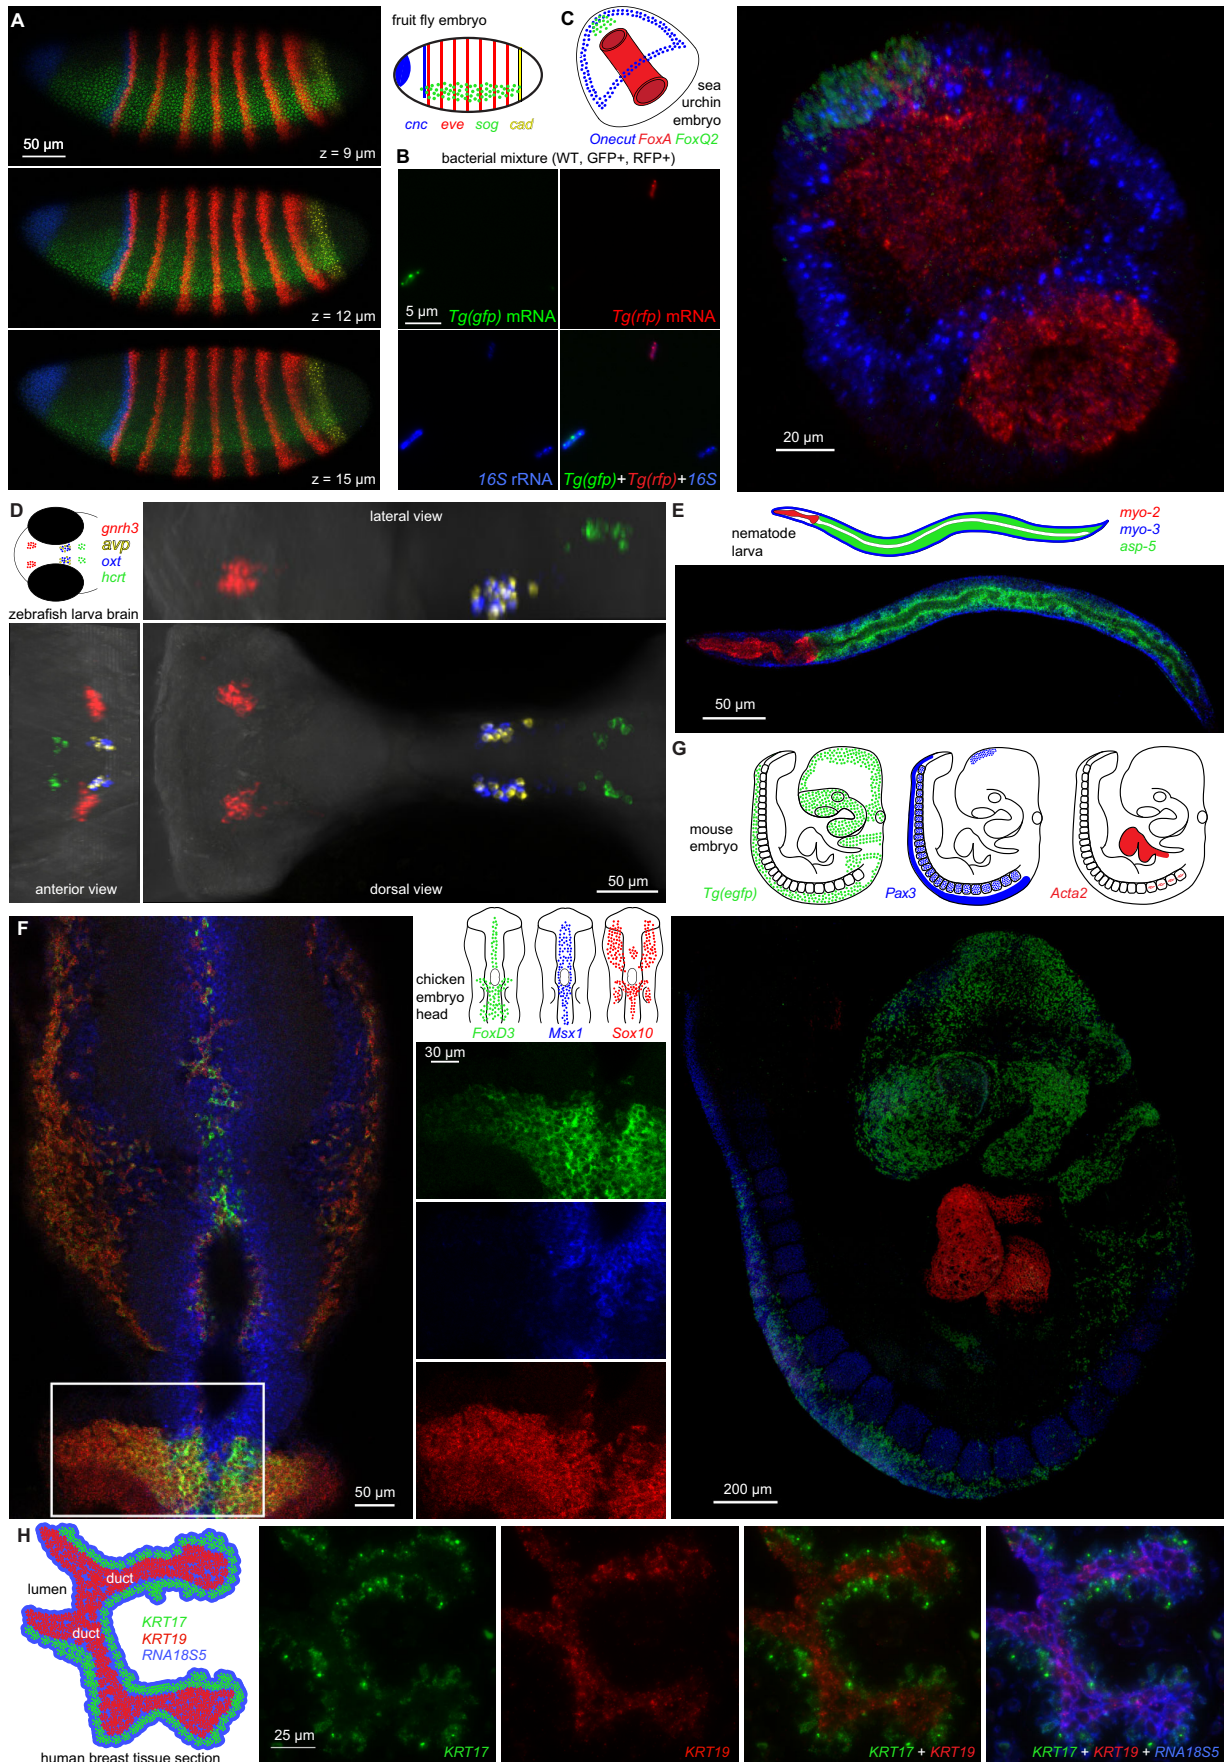 A
50 µm
z = 9 µm
z = 12 µm
z = 15 µm
fruit fly embryo
cnc eve sog cad
B
bacterial mixture (WT, GFP+, RFP+)
5 µm
Tg(gfp) mRNA
Tg(rfp) mRNA
16S rRNA
Tg(gfp)+Tg(rfp)+16S
C
sea
urchin
embryo
Onecut FoxA FoxQ2
20 µm
D
gnrh3
avp
oxt
hcrt
zebrafish larva brain
lateral view
anterior view
dorsal view
50 µm
E
nematode
larva
myo-2
myo-3
asp-5
50 µm
F
50 µm
chicken
embryo
head
FoxD3
Msx1
Sox10
30 µm
G
mouse
embryo
Tg(egfp)
Pax3
Acta2
200 µm
H
lumen
duct
duct
KRT17
KRT19
RNA18S5
human breast tissue section
25 µm
KRT17
KRT19
KRT17 + KRT19
KRT17 + KRT19 + RNA18S5